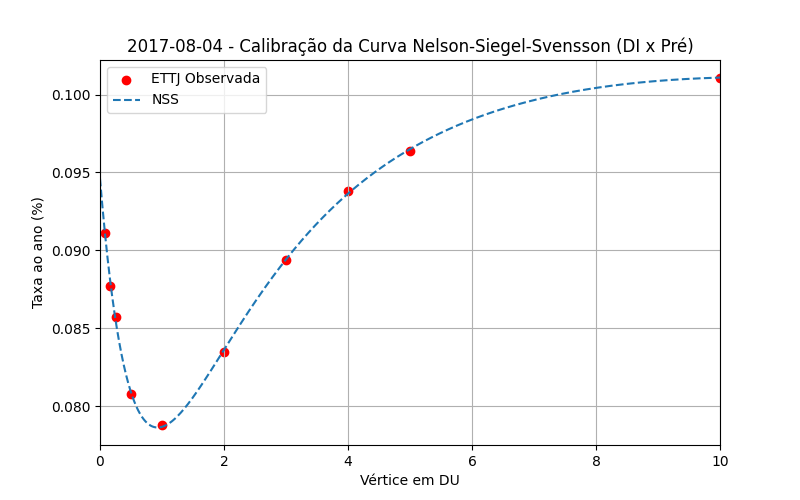 2017-08-04 - Calibração da Curva Nelson-Siegel-Svensson (DI x Pré)
ETTJ Observada
NSS
Taxa ao ano (%)
0.100
0.095
0.090
0.085
0.080
0 2 4 6 8 10
Vértice em DU